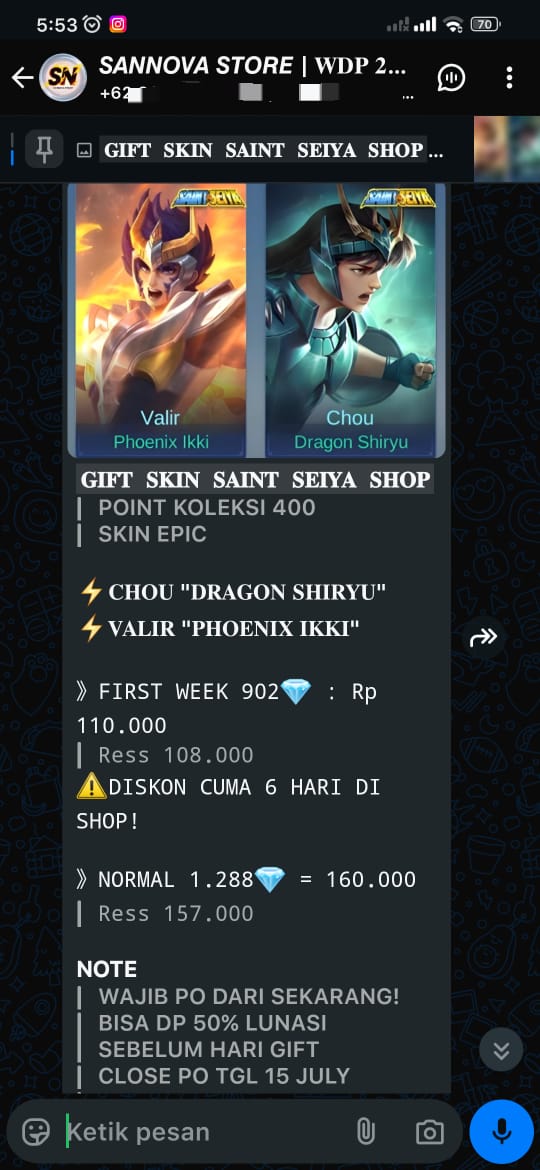 5:53
70
SN
SANNOVA STORE | WDP 2...
+62
...
GIFT SKIN SAINT SEIYA SHOP ...
SAINT SEIYA
SAINT SEIYA
Valir
Phoenix Ikki
Chou
Dragon Shiryu
GIFT SKIN SAINT SEIYA SHOP
POINT KOLEKSI 400
SKIN EPIC
⚡CHOU "DRAGON SHIRYU"
⚡VALIR "PHOENIX IKKI"
》FIRST WEEK 902💎 : Rp
110.000
Ress 108.000
⚠️DISKON CUMA 6 HARI DI
SHOP!
》NORMAL 1.288💎 = 160.000
Ress 157.000
NOTE
WAJIB PO DARI SEKARANG!
BISA DP 50% LUNASI
SEBELUM HARI GIFT
CLOSE PO TGL 15 JULY
Ketik pesan